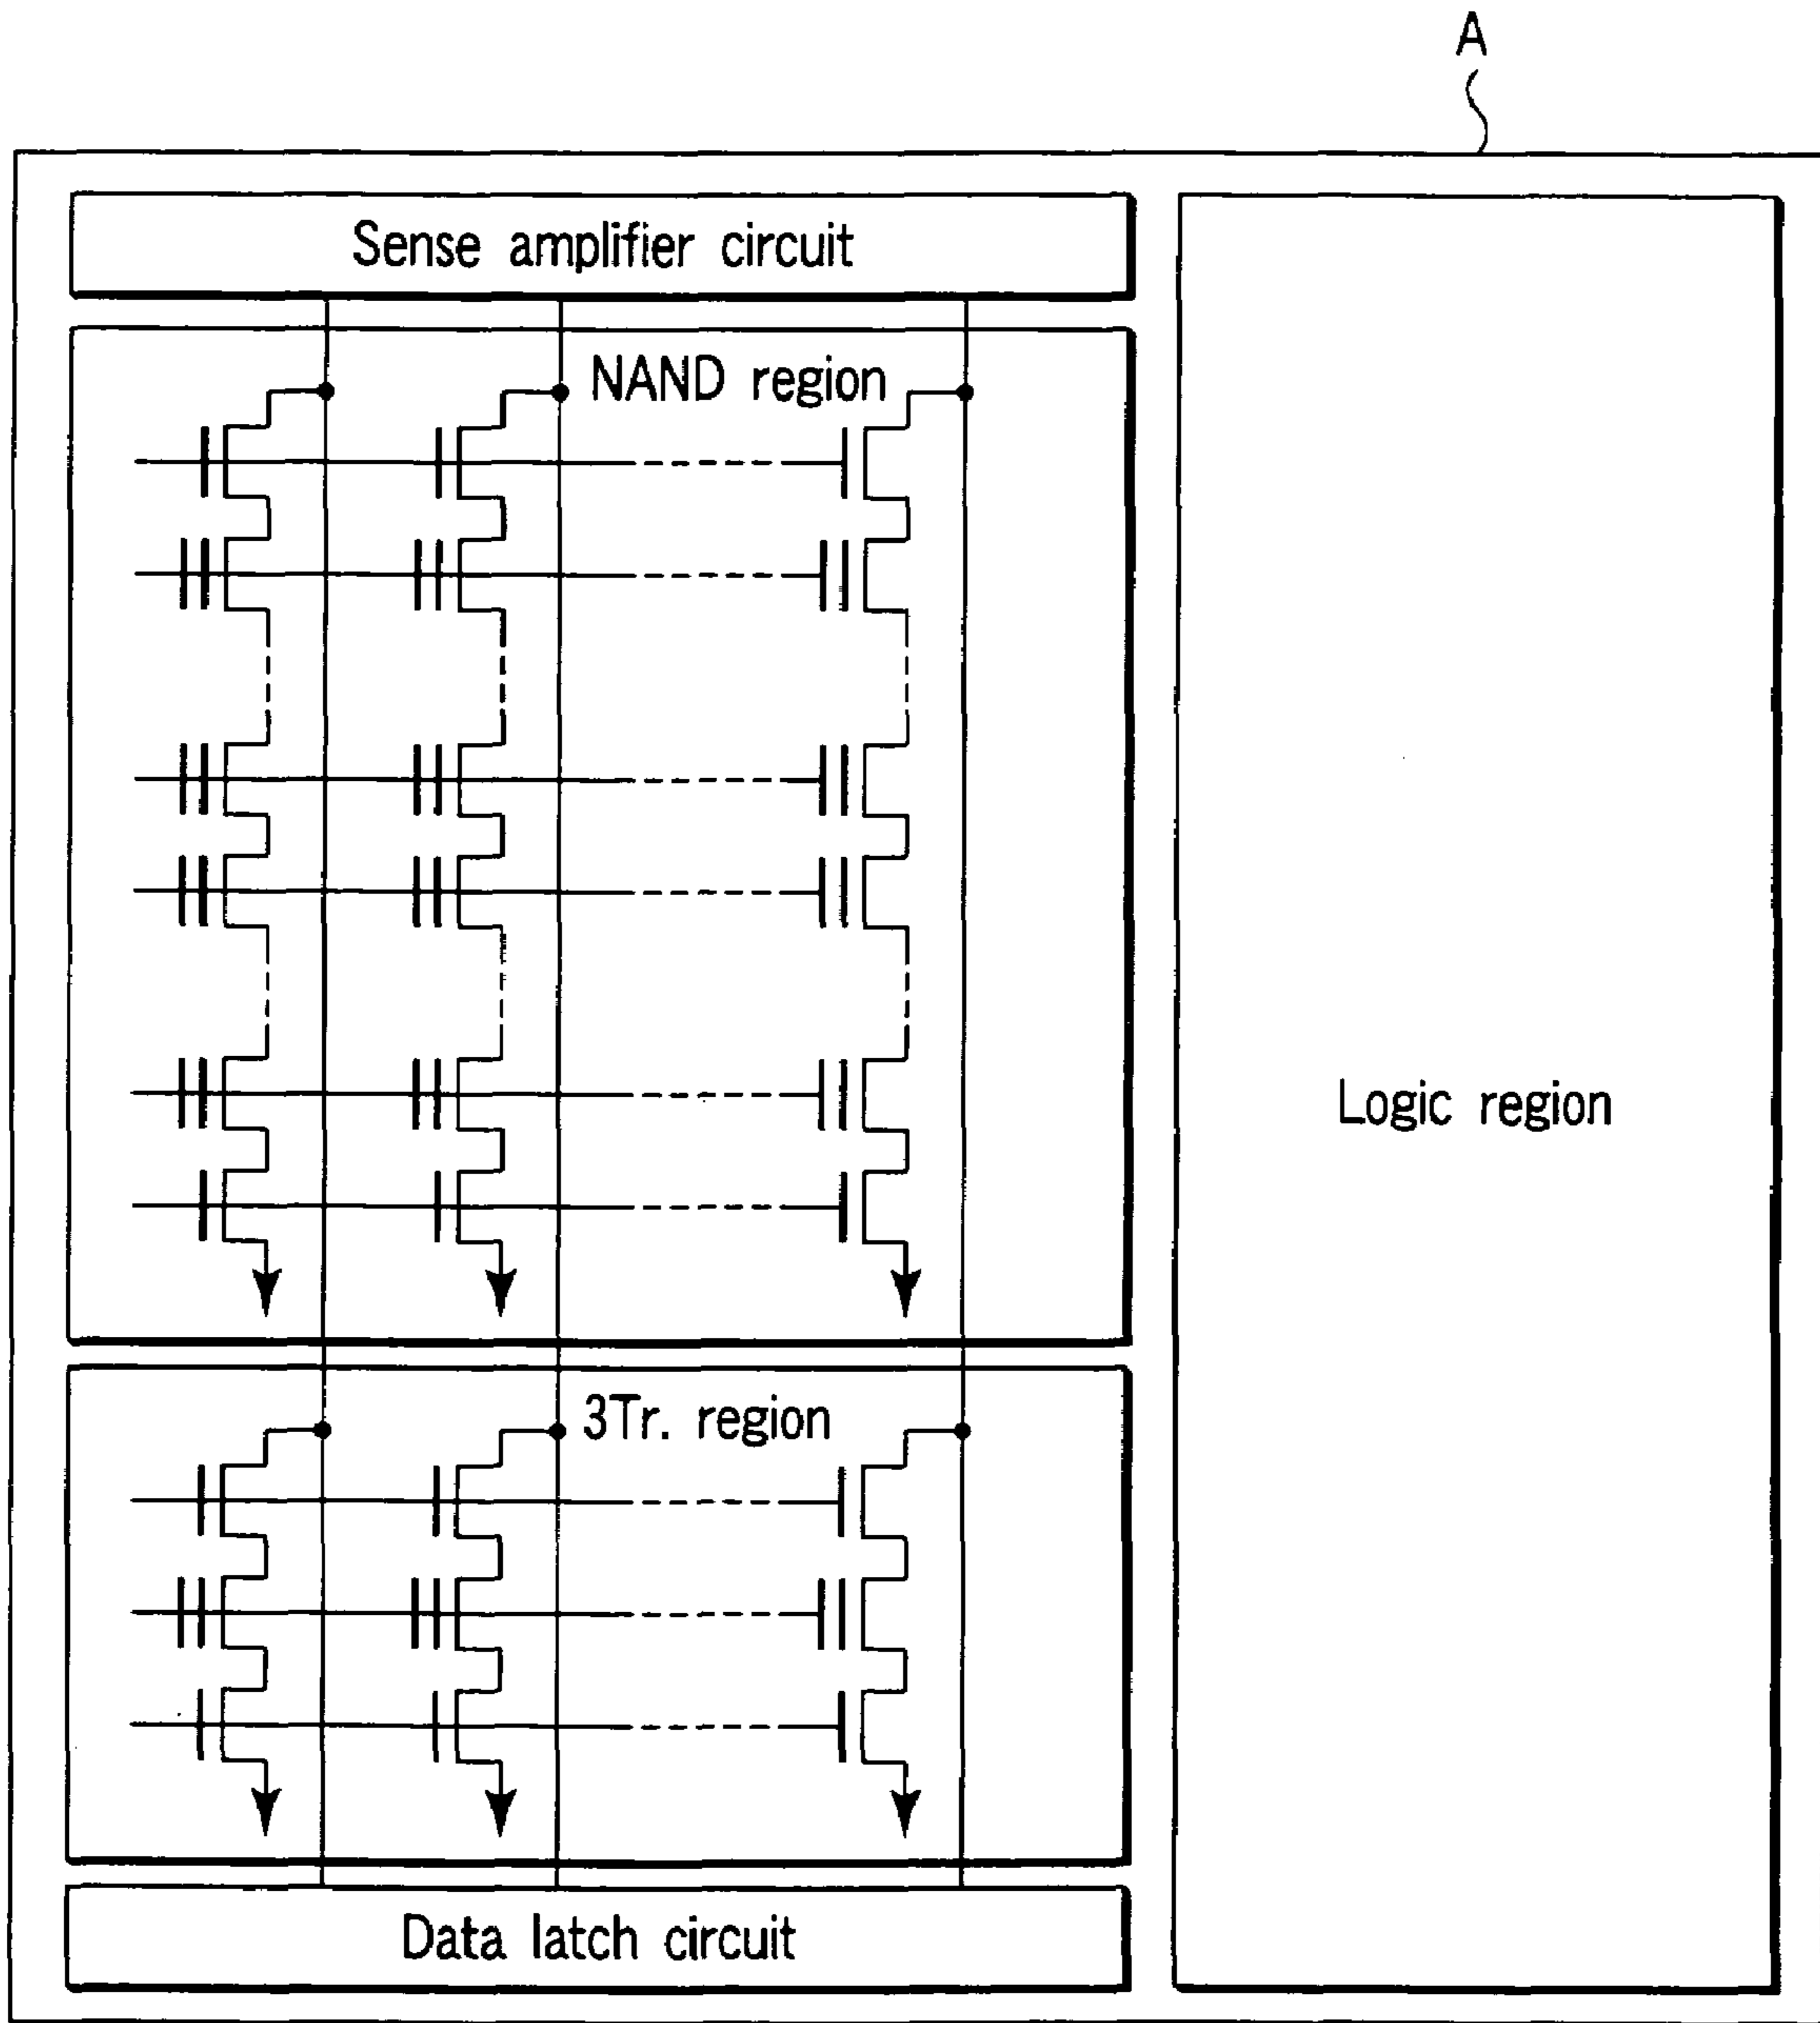 A
Sense amplifier circuit
NAND region
Logic region
3Tr. region
Data latch circuit